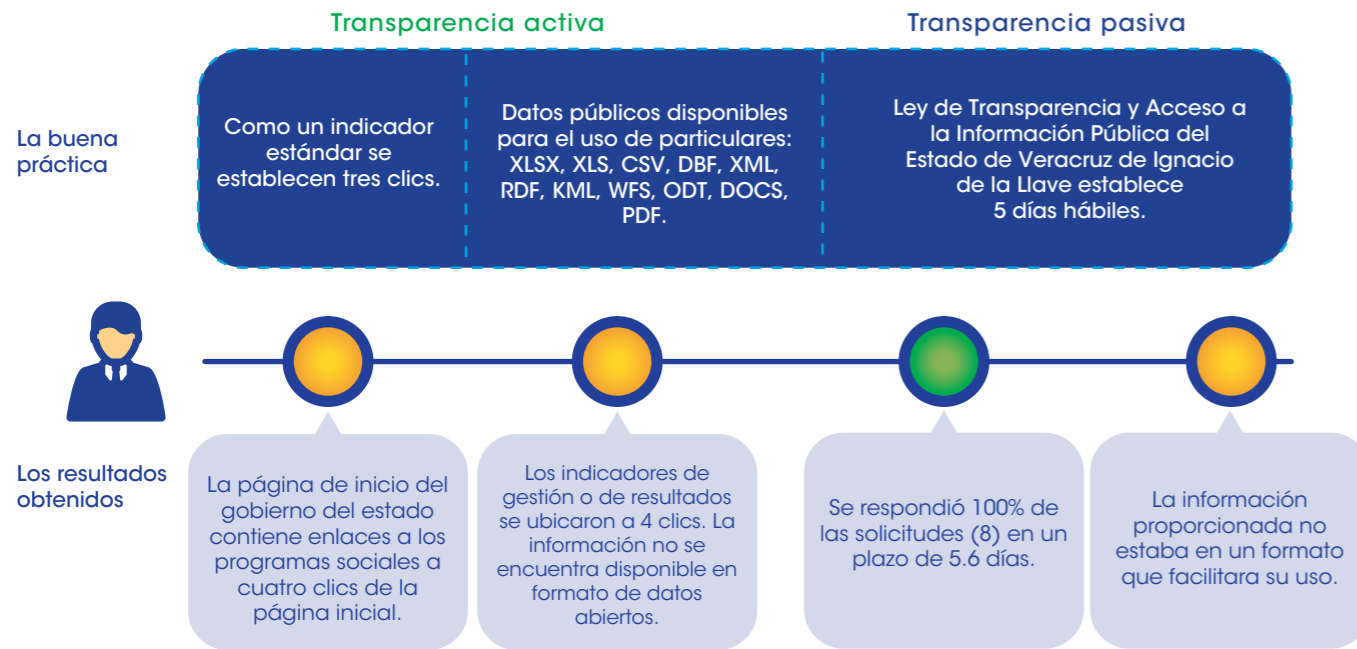 Transparencia activa
Transparencia pasiva
La buena
práctica
Como un indicador
estándar se
establecen tres clics.
Datos públicos disponibles
para el uso de particulares:
XLSX, XLS, CSV, DBF, XML,
RDF, KML, WFS, ODT, DOCS,
PDF.
Ley de Transparencia y Acceso a
la Información Pública del
Estado de Veracruz de Ignacio
de la Llave establece
5 días hábiles.
Los resultados
obtenidos
La página de inicio del
gobierno del estado
contiene enlaces a los
programas sociales a
cuatro clics de la
página inicial.
Los indicadores de
gestión o de resultados
se ubicaron a 4 clics. La
información no se
encuentra disponible en
formato de datos
abiertos.
Se respondió 100% de
las solicitudes (8) en un
plazo de 5.6 días.
La información
proporcionada no
estaba en un formato
que facilitara su uso.